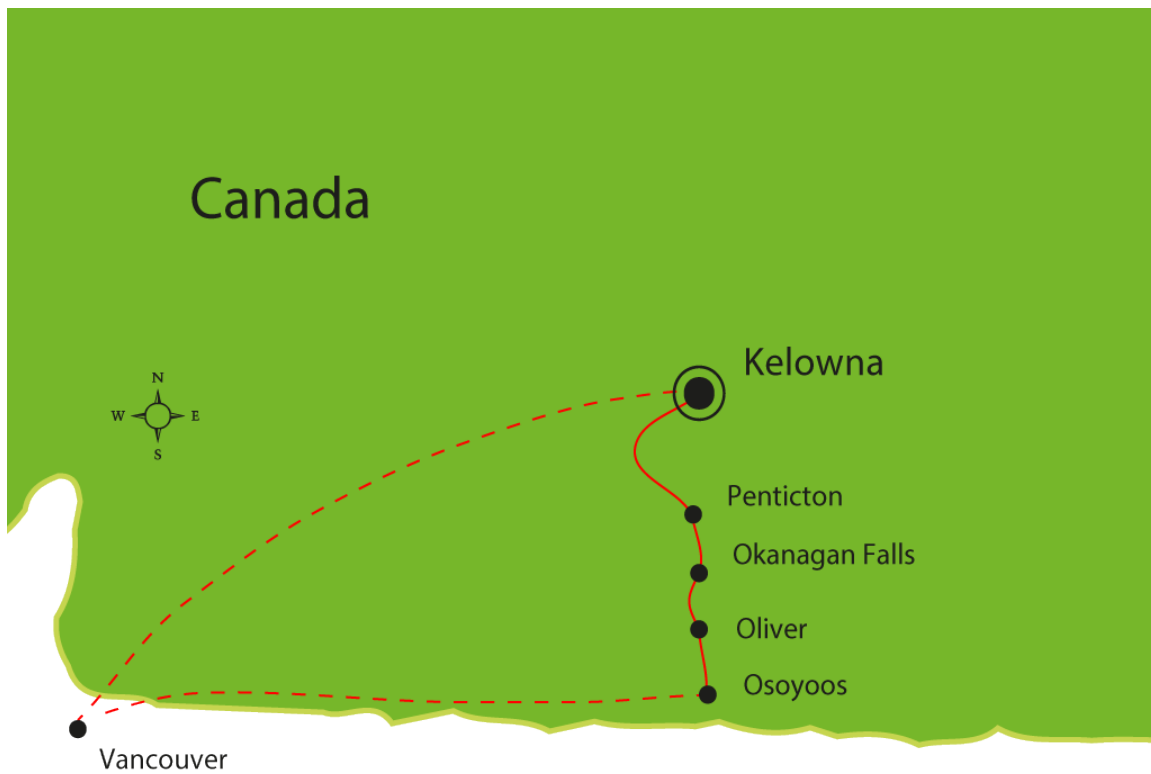 Canada
Kelowna
N
W E
S
Penticton
Okanagan Falls
Oliver
Osoyoos
Vancouver